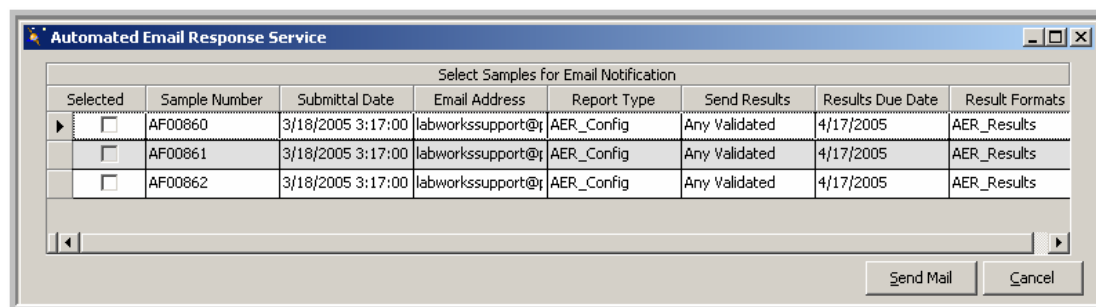 Automated Email Response Service
Select Samples for Email Notification
Selected Sample Number Submittal Date Email Address Report Type Send Results Results Due Date Result Formats
AF00860 3/18/2005 3:17:00 labworkssupport@p AER_Config Any Validated 4/17/2005 AER_Results
AF00861 3/18/2005 3:17:00 labworkssupport@p AER_Config Any Validated 4/17/2005 AER_Results
AF00862 3/18/2005 3:17:00 labworkssupport@p AER_Config Any Validated 4/17/2005 AER_Results
Send Mail Cancel